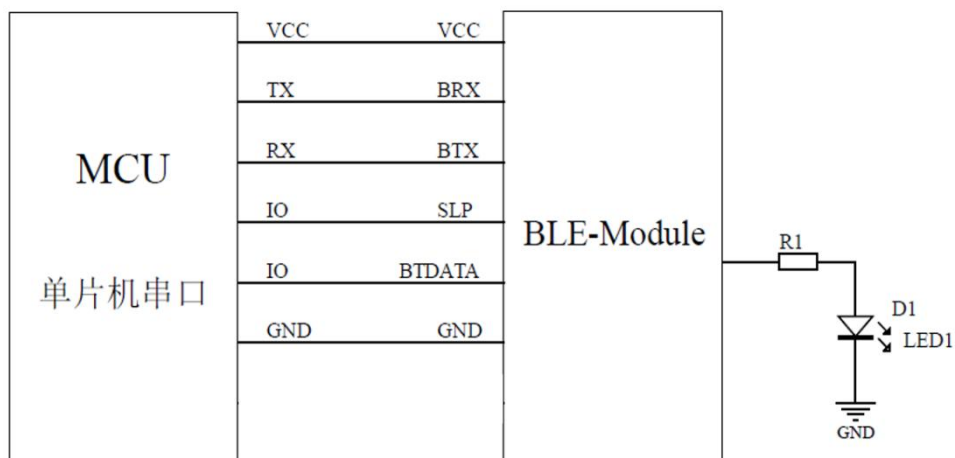 VCC VCC
TX BRX
RX BTX
MCU
IO SLP
BLE-Module
R1
IO BTDATA
单片机串口
D1
GND GND
LED1
GND